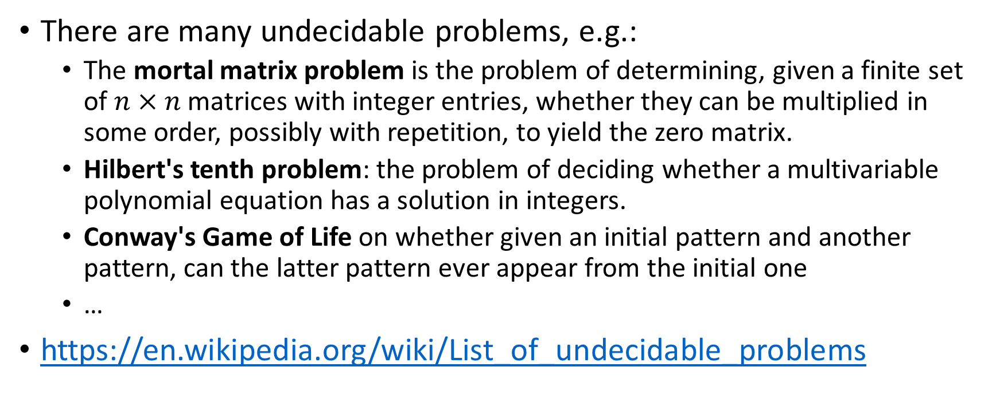 • There are many undecidable problems, e.g.:
• The mortal matrix problem is the problem of determining, given a finite set
of n × n matrices with integer entries, whether they can be multiplied in
some order, possibly with repetition, to yield the zero matrix.
• Hilbert's tenth problem: the problem of deciding whether a multivariable
polynomial equation has a solution in integers.
• Conway's Game of Life on whether given an initial pattern and another
pattern, can the latter pattern ever appear from the initial one
• …
• https://en.wikipedia.org/wiki/List_of_undecidable_problems